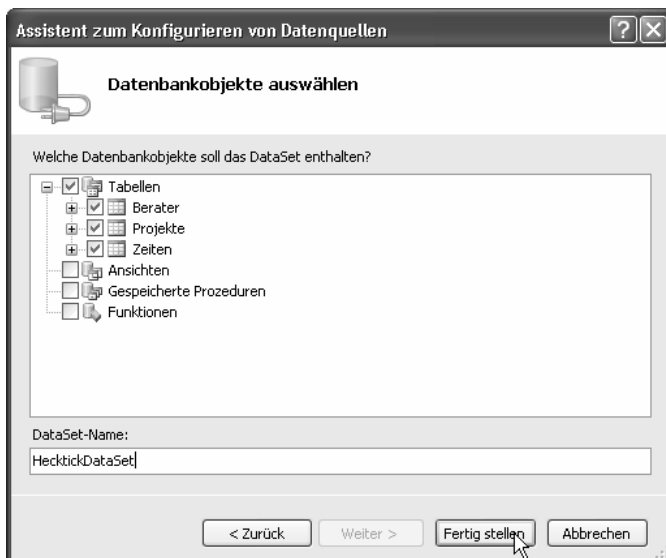 Assistent zum Konfigurieren von Datenquellen
Datenbankobjekte auswählen
Welche Datenbankobjekte soll das DataSet enthalten?
Tabellen
Berater
Projekte
Zeiten
Ansichten
Gespeicherte Prozeduren
Funktionen
DataSet-Name:
HecktickDataSet
< Zurück Weiter > Fertig stellen Abbrechen